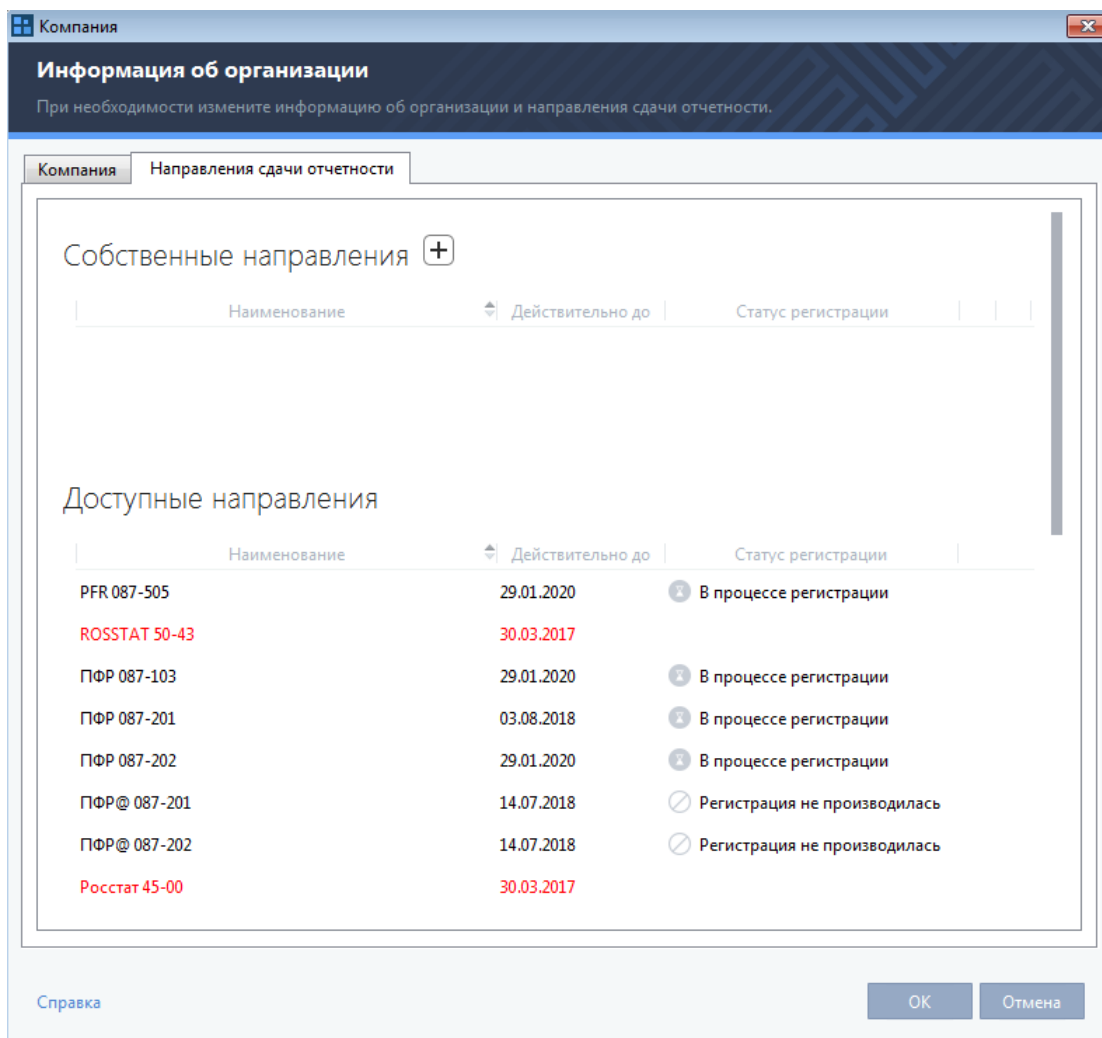 Компания
Информация об организации
При необходимости измените информацию об организации и направления сдачи отчетности.
Компания Направления сдачи отчетности
Собственные направления
Наименование Действительно до Статус регистрации
Доступные направления
Наименование Действительно до Статус регистрации
PFR 087-505 29.01.2020 В процессе регистрации
ROSSTAT 50-43 30.03.2017
ПФР 087-103 29.01.2020 В процессе регистрации
ПФР 087-201 03.08.2018 В процессе регистрации
ПФР 087-202 29.01.2020 В процессе регистрации
ПФР@ 087-201 14.07.2018 Регистрация не производилась
ПФР@ 087-202 14.07.2018 Регистрация не производилась
Росстат 45-00 30.03.2017
Справка OK Отмена